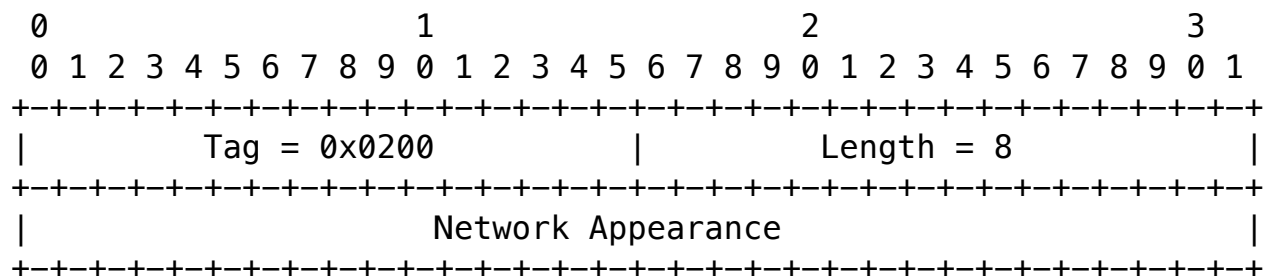 0                   1                   2                   3
 0 1 2 3 4 5 6 7 8 9 0 1 2 3 4 5 6 7 8 9 0 1 2 3 4 5 6 7 8 9 0 1
+-+-+-+-+-+-+-+-+-+-+-+-+-+-+-+-+-+-+-+-+-+-+-+-+-+-+-+-+-+-+-+-+
|         Tag = 0x0200          |         Length = 8            |
+-+-+-+-+-+-+-+-+-+-+-+-+-+-+-+-+-+-+-+-+-+-+-+-+-+-+-+-+-+-+-+-+
|                     Network Appearance                        |
+-+-+-+-+-+-+-+-+-+-+-+-+-+-+-+-+-+-+-+-+-+-+-+-+-+-+-+-+-+-+-+-+